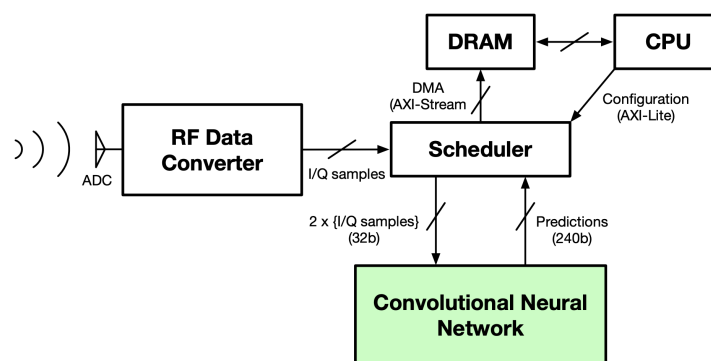 DRAM
CPU
DMA
(AXI-Stream
Configuration
(AXI-Lite)
RF Data
Converter
Scheduler
ADC
I/Q samples
2 x {I/Q samples}
(32b)
Predictions
(240b)
Convolutional Neural
Network